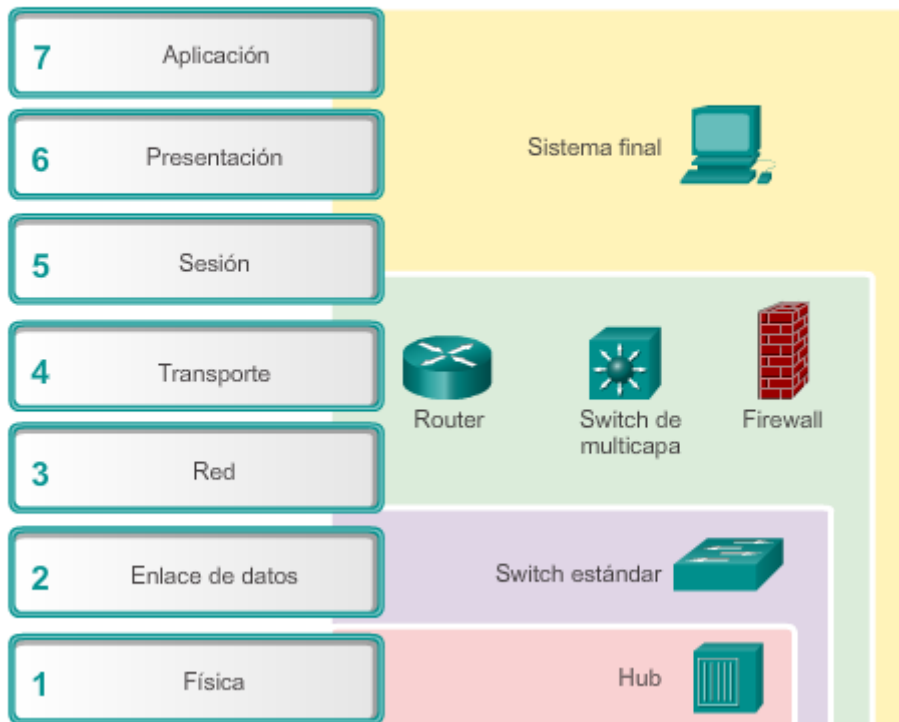 7 Aplicación
6 Presentación
Sistema final
5 Sesión
4 Transporte
Router
Switch de
multicapa
Firewall
3 Red
2 Enlace de datos
Switch estándar
1 Física
Hub